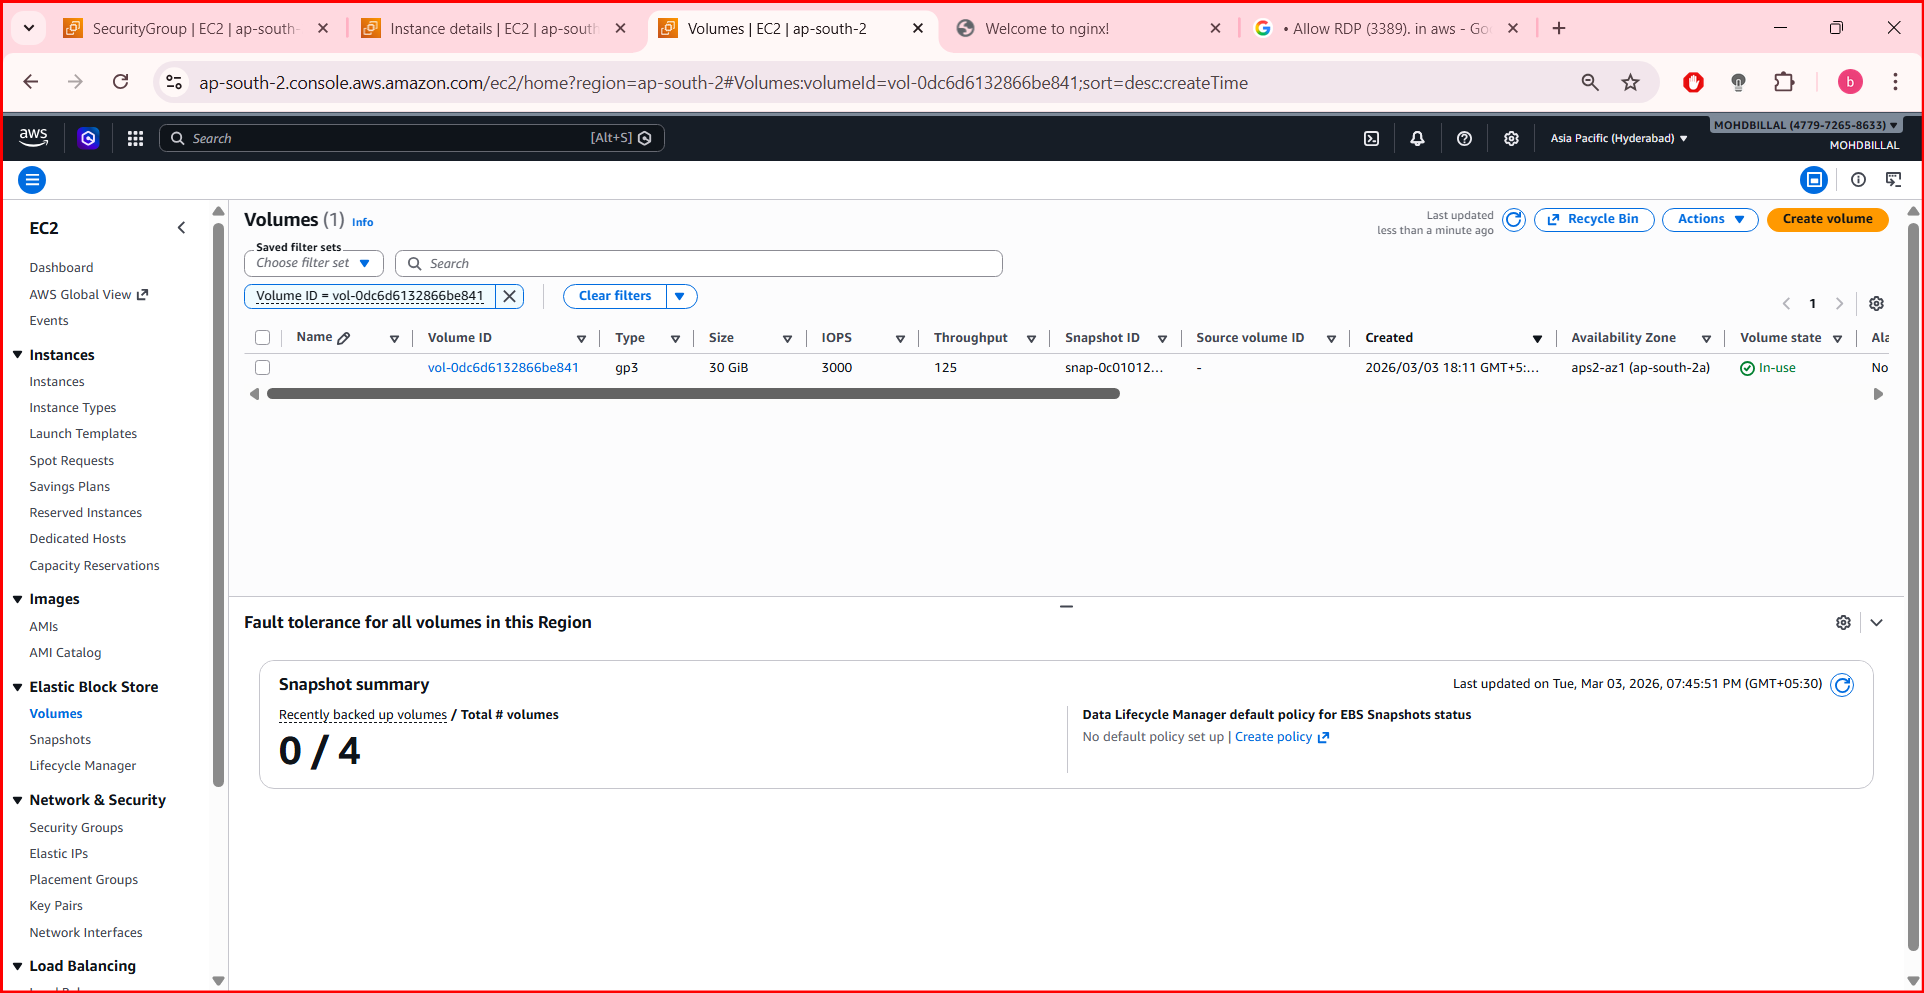 SecurityGroup | EC2 | ap-south-
Instance details | EC2 | ap-south
Volumes | EC2 | ap-south-2
Welcome to nginx!
• Allow RDP (3389). in aws - Goo
ap-south-2.console.aws.amazon.com/ec2/home?region=ap-south-2#Volumes:volumeId=vol-0dc6d6132866be841;sort=desc:createTime
b
aws
Search
[Alt+S]
Asia Pacific (Hyderabad)
MOHDBILLAL (4779-7265-8633)
MOHDBILLAL
EC2
Dashboard
AWS Global View
Events
Instances
Instances
Instance Types
Launch Templates
Spot Requests
Savings Plans
Reserved Instances
Dedicated Hosts
Capacity Reservations
Images
AMIs
AMI Catalog
Elastic Block Store
Volumes
Snapshots
Lifecycle Manager
Network & Security
Security Groups
Elastic IPs
Placement Groups
Key Pairs
Network Interfaces
Load Balancing
Volumes (1) Info
Last updated
less than a minute ago
Recycle Bin
Actions
Create volume
Saved filter sets
Choose filter set
Search
Volume ID = vol-0dc6d6132866be841
Clear filters
1
Name Volume ID Type Size IOPS Throughput Snapshot ID Source volume ID Created Availability Zone Volume state Ala
vol-0dc6d6132866be841 gp3 30 GiB 3000 125 snap-0c01012... - 2026/03/03 18:11 GMT+5:... aps2-az1 (ap-south-2a) In-use No
Fault tolerance for all volumes in this Region
Snapshot summary
Last updated on Tue, Mar 03, 2026, 07:45:51 PM (GMT+05:30)
Recently backed up volumes / Total # volumes
0 / 4
Data Lifecycle Manager default policy for EBS Snapshots status
No default policy set up | Create policy